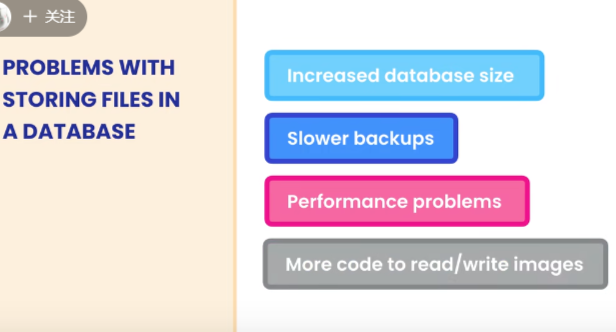 + 关注
PROBLEMS WITH
STORING FILES IN
A DATABASE
Increased database size
Slower backups
Performance problems
More code to read/write images